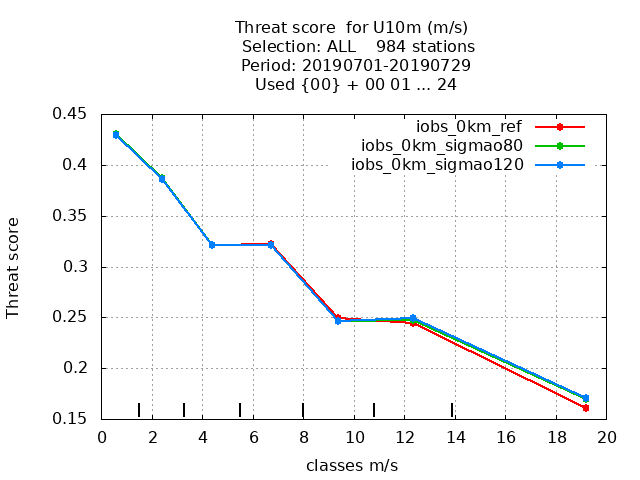 Threat score  for U10m (m/s)
Selection: ALL    984 stations
Period: 20190701-20190729
Used {00} + 00 01 ... 24
iobs_0km_ref
iobs_0km_sigmao80
iobs_0km_sigmao120
Threat score
0.45
0.4
0.35
0.3
0.25
0.2
0.15
0 2 4 6 8 10 12 14 16 18 20
classes m/s